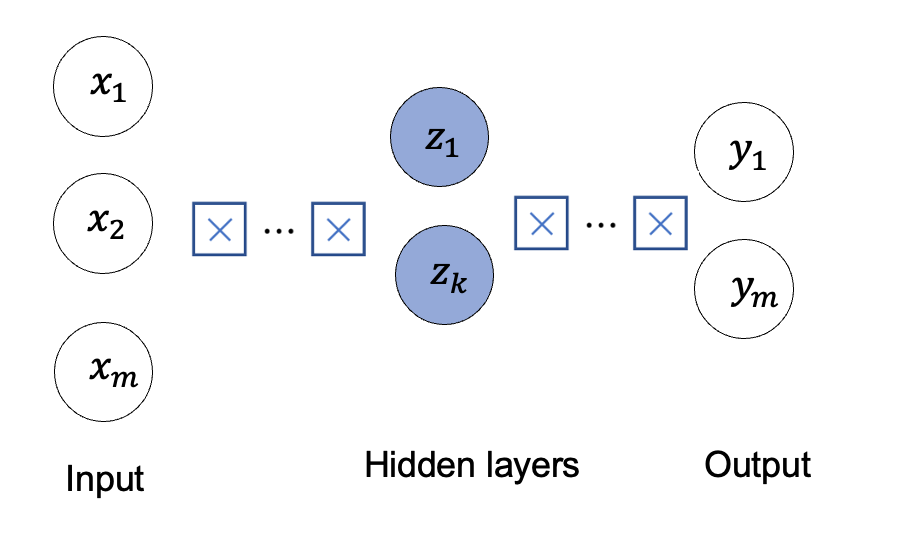 x₁
x₂
xₘ
× ... ×
z₁
zₖ
× ... ×
y₁
yₘ
Input
Hidden layers
Output